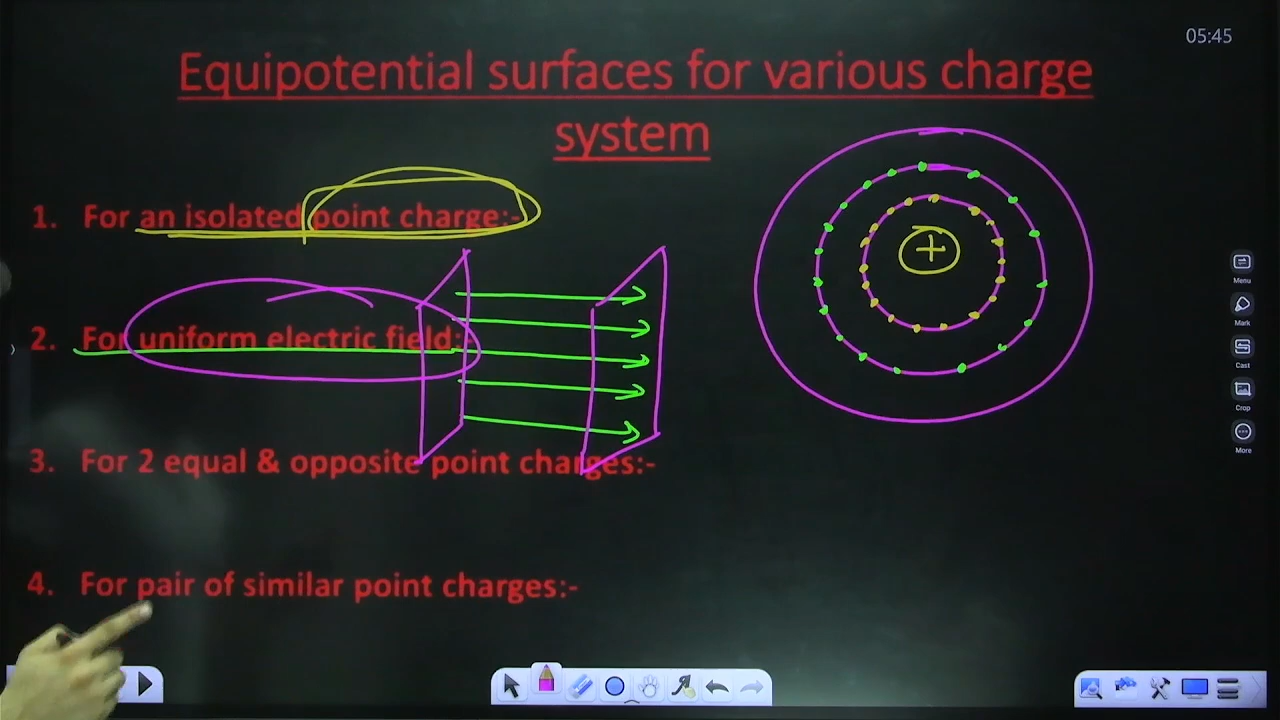 05:45
Equipotential surfaces for various charge
system
1. For an isolated point charge:-
+
2. For uniform electric field:-
3. For 2 equal & opposite point charges:-
4. For pair of similar point charges:-
Menu
Mark
Cast
Crop
More